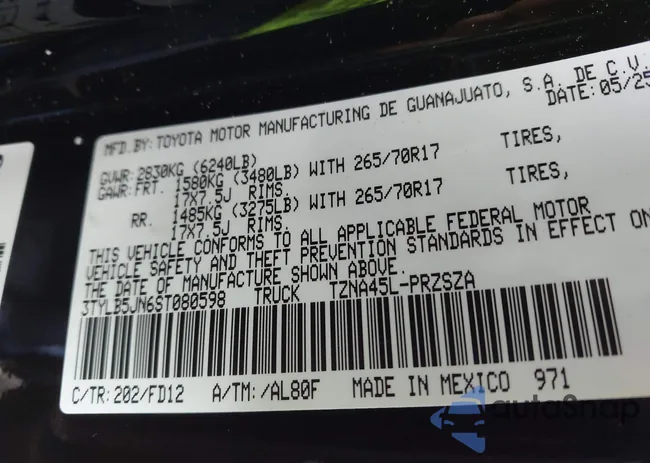 MFD.BY: TOYOTA MOTOR MANUFACTURING DE GUANAJUATO, S.A. DE C.V.
DATE: 05/25
GVWR: 2830KG (6240LB)
GAWR: FRT. 1580KG (3480LB) WITH 265/70R17 TIRES,
17X7.5J RIMS.
RR. 1485KG (3275LB) WITH 265/70R17 TIRES,
17X7.5J RIMS.
THIS VEHICLE CONFORMS TO ALL APPLICABLE FEDERAL MOTOR
VEHICLE SAFETY AND THEFT PREVENTION STANDARDS IN EFFECT ON
THE DATE OF MANUFACTURE SHOWN ABOVE.
3TYLB5JN6ST080598 TRUCK TZNA45L-PRZSZA
C/TR: 202/FD12 A/TM: /AL80F MADE IN MEXICO 971
autoSnap